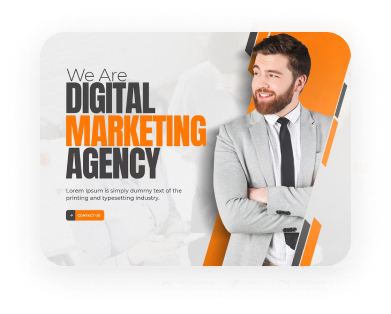 We Are
DIGITAL
MARKETING
AGENCY
Lorem Ipsum is simply dummy text of the
printing and typesetting industry.
CONTACT US